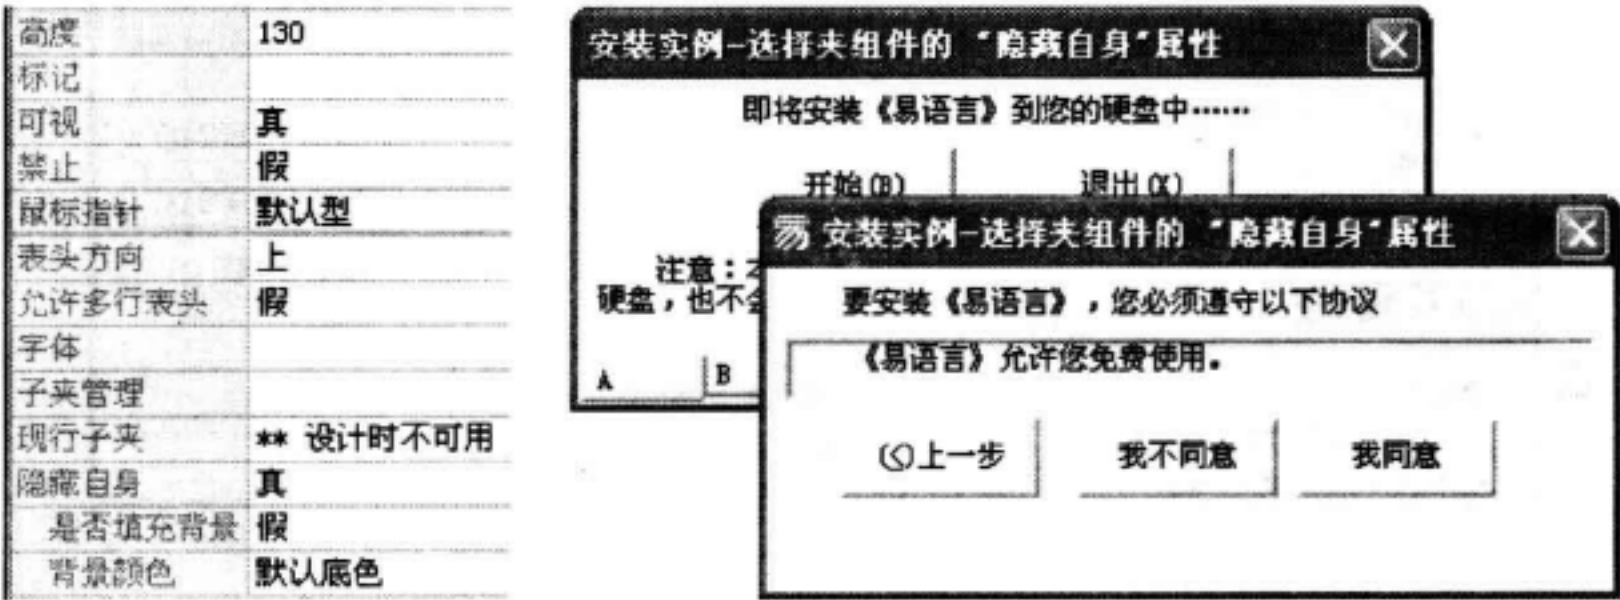 高度 130
标记
可视 真
禁止 假
鼠标指针 默认型
表头方向 上
允许多行表头 假
字体
子夹管理
现行子夹 ** 设计时不可用
隐藏自身 真
是否填充背景 假
背景颜色 默认底色
安装实例-选择夹组件的 "隐藏自身"属性
即将安装《易语言》到您的硬盘中……
开始(B) 退出(X)
注意：
硬盘，也不会
A B
易 安装实例-选择夹组件的 "隐藏自身"属性
要安装《易语言》，您必须遵守以下协议
《易语言》允许您免费使用。
(<)上一步 我不同意 我同意